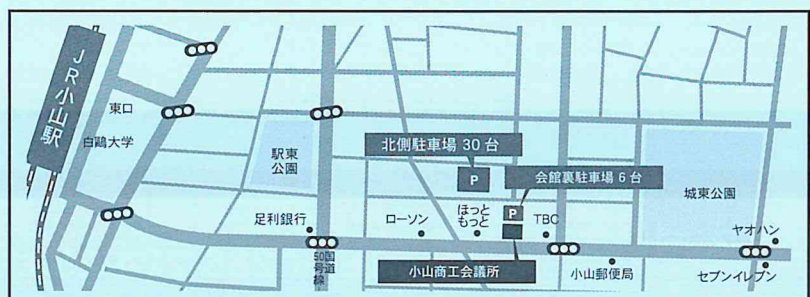 JR小山駅
東口
白鷗大学
駅東
公園
北側駐車場 30 台
P
会館裏駐車場 6 台
P
城東公園
足利銀行
ローソン
ほっと
もっと
TBC
ヤオハン
国道
50号線
小山商工会議所
小山郵便局
セブンイレブン